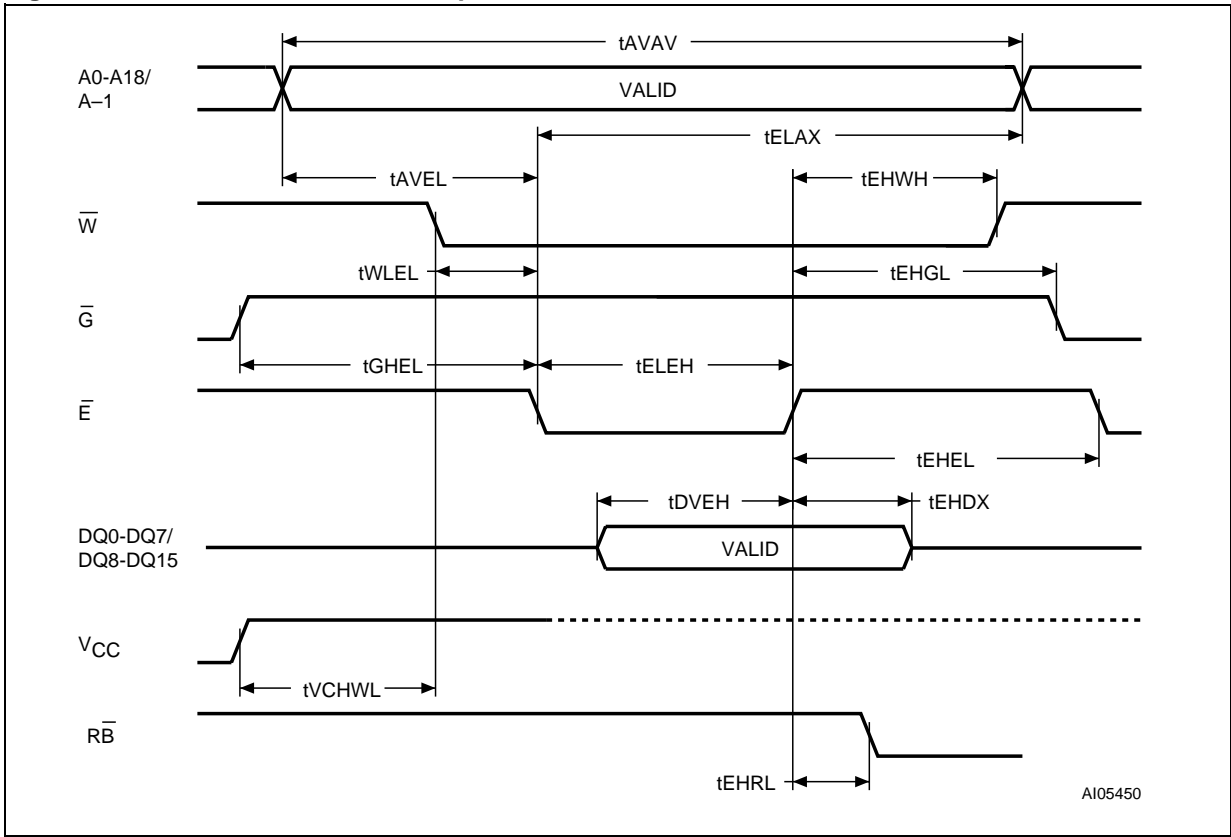 tAVAV
A0-A18/
A–1
VALID
tELAX
tAVEL
tEHWH
W̅
tWLEL
tEHGL
G̅
tGHEL
tELEH
E̅
tEHEL
tDVEH
tEHDX
DQ0-DQ7/
DQ8-DQ15
VALID
VCC
tVCHWL
RB̅
tEHRL
AI05450